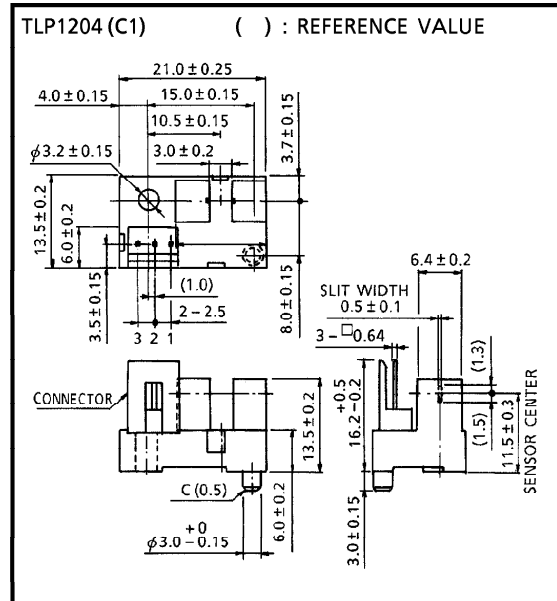 TLP1204 (C1) ( ) : REFERENCE VALUE
21.0 ± 0.25
4.0 ± 0.15
15.0 ± 0.15
10.5 ± 0.15
3.0 ± 0.2
φ3.2 ± 0.15
3.7 ± 0.15
13.5 ± 0.2
6.0 ± 0.2
3.5 ± 0.15
(1.0)
2 – 2.5
3 2 1
8.0 ± 0.15
6.4 ± 0.2
SLIT WIDTH
0.5 ± 0.1
3 – □0.64
CONNECTOR
13.5 ± 0.2
6.0 ± 0.2
C (0.5)
+0
φ3.0 – 0.15
+0.5
16.2 – 0.2
3.0 ± 0.15
(1.3)
(1.5)
11.5 ± 0.3
SENSOR CENTER